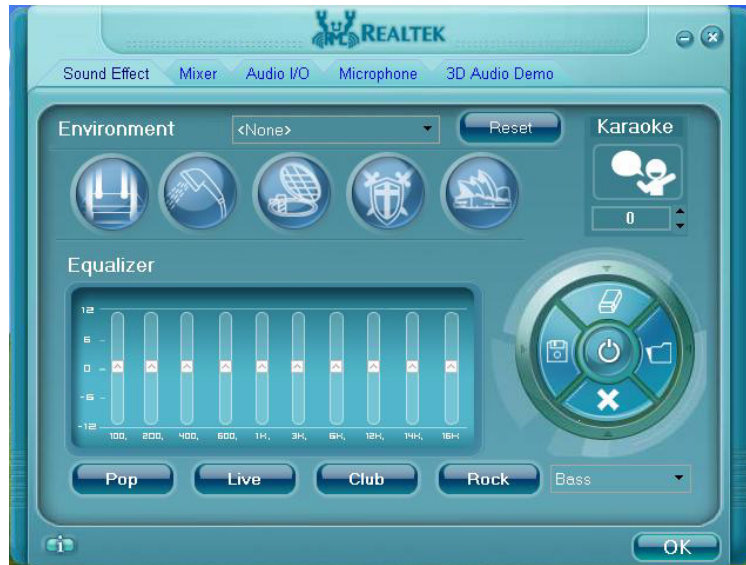 REALTEK
Sound Effect Mixer Audio I/O Microphone 3D Audio Demo
Environment <None> Reset Karaoke
0
Equalizer
12
6
0
-6
-12
100, 200, 400, 600, 1K, 3K, 6K, 12K, 14K, 16K
Pop Live Club Rock Bass
i OK